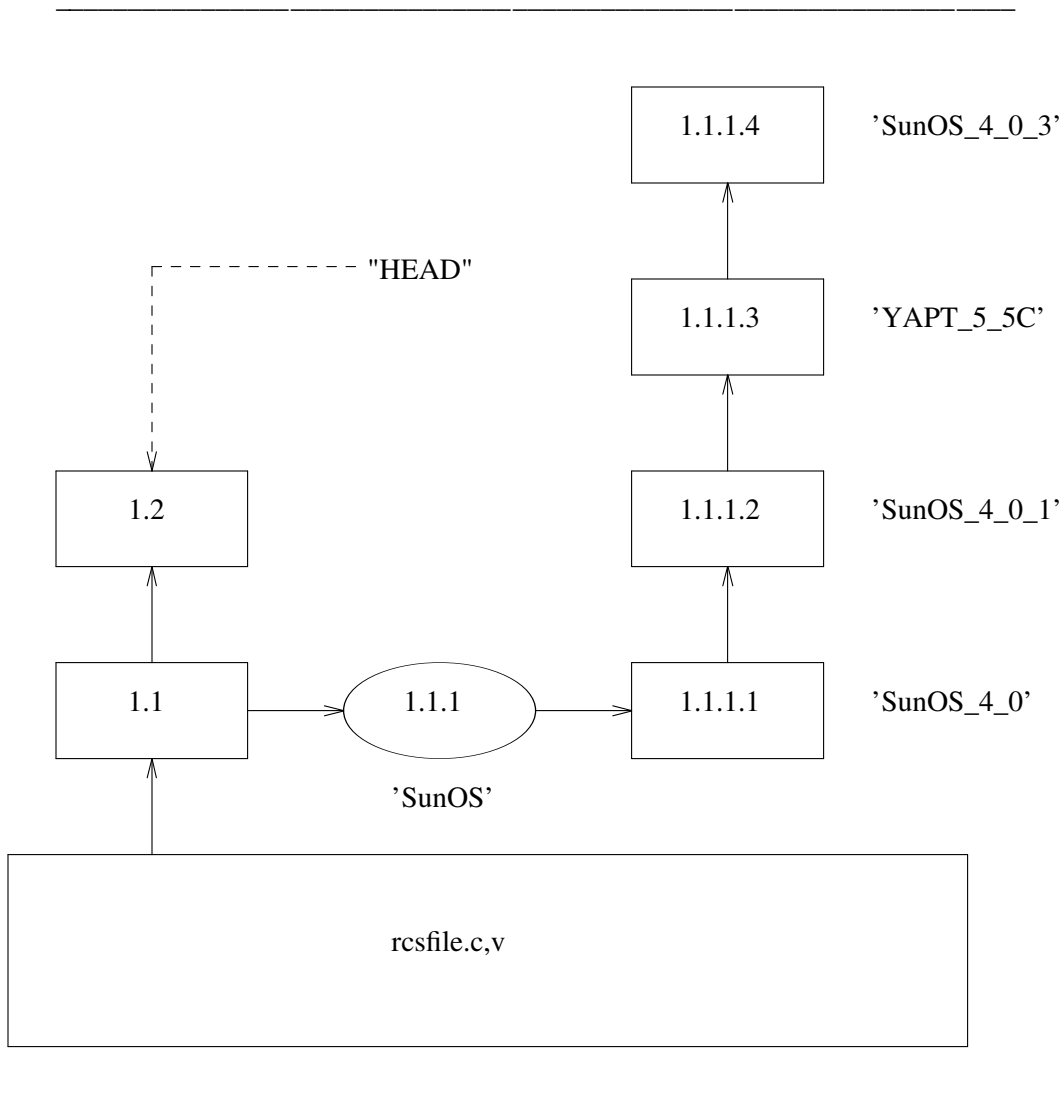 1.1.1.4 ’SunOS_4_0_3’
"HEAD"
1.1.1.3 ’YAPT_5_5C’
1.2 1.1.1.2 ’SunOS_4_0_1’
1.1 1.1.1 1.1.1.1 ’SunOS_4_0’
’SunOS’
rcsfile.c,v